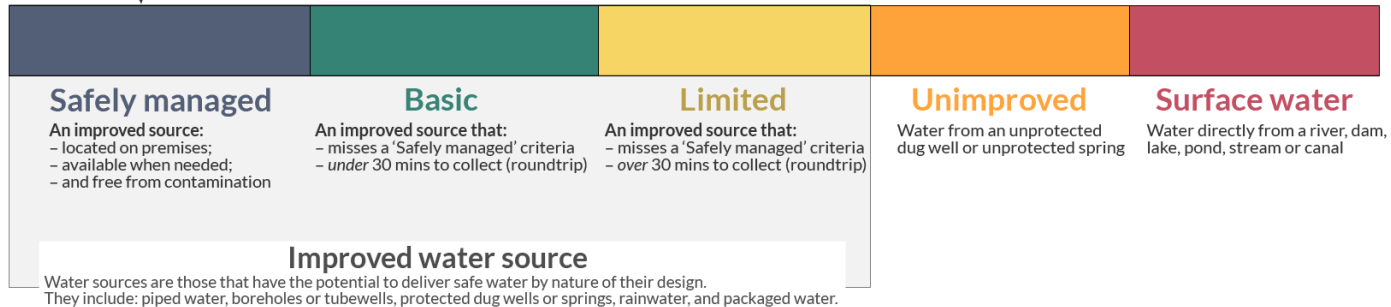 Safely managed
An improved source:
– located on premises;
– available when needed;
– and free from contamination
Basic
An improved source that:
– misses a ‘Safely managed’ criteria
– under 30 mins to collect (roundtrip)
Limited
An improved source that:
– misses a ‘Safely managed’ criteria
– over 30 mins to collect (roundtrip)
Unimproved
Water from an unprotected
dug well or unprotected spring
Surface water
Water directly from a river, dam,
lake, pond, stream or canal
Improved water source
Water sources are those that have the potential to deliver safe water by nature of their design.
They include: piped water, boreholes or tubewells, protected dug wells or springs, rainwater, and packaged water.